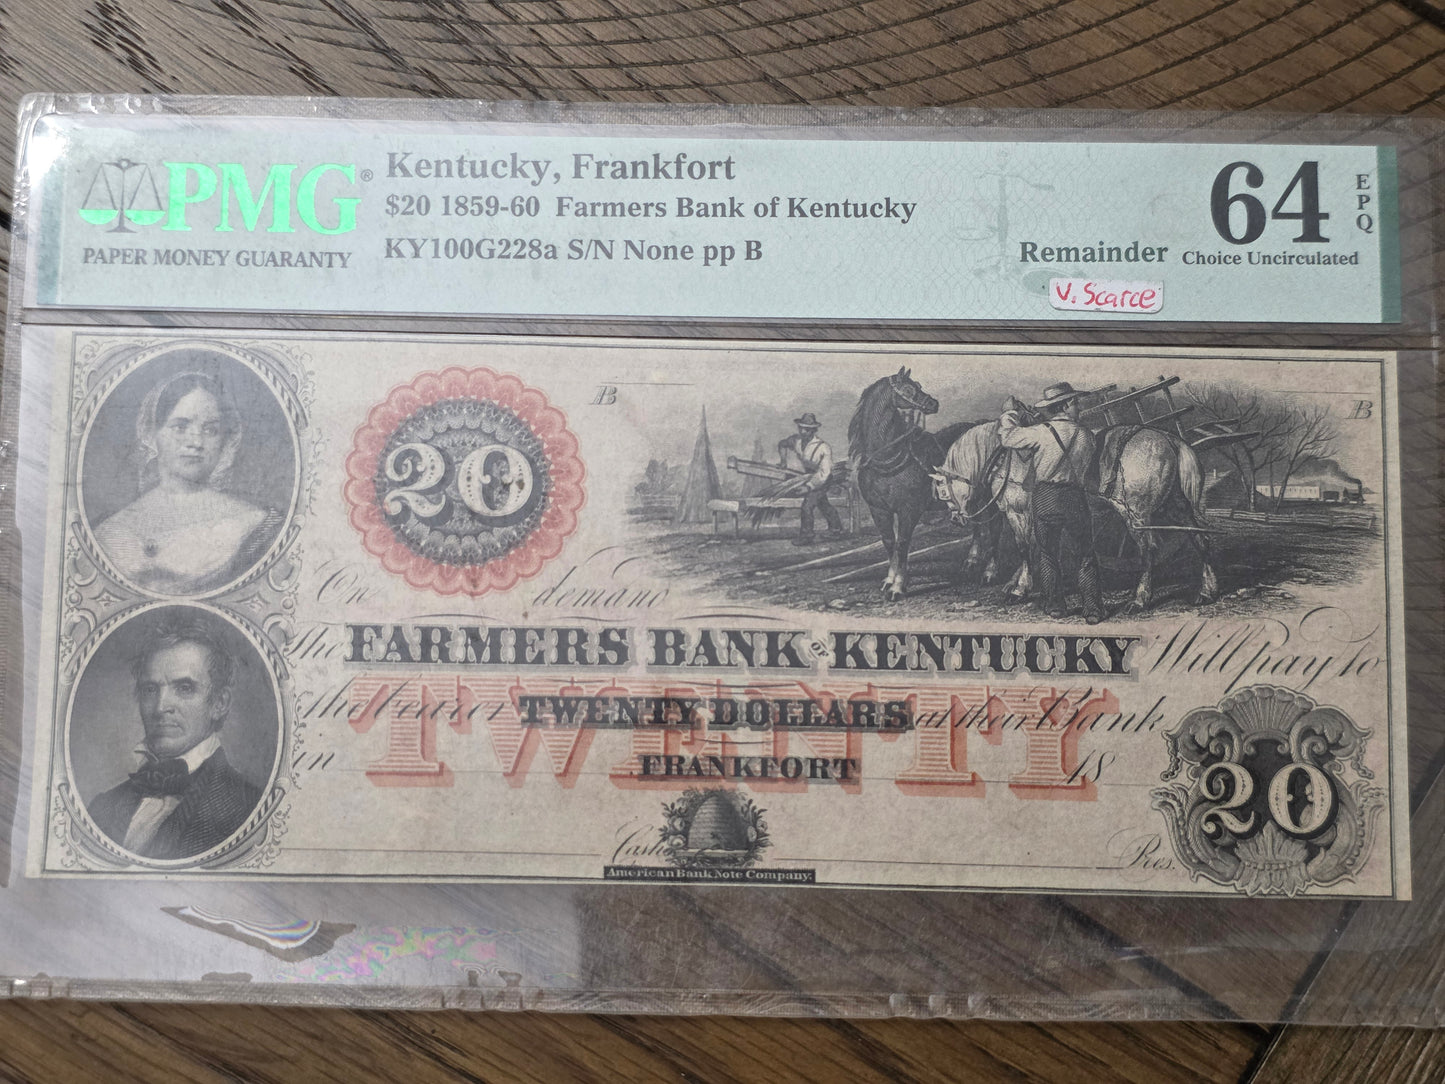 PMG®
PAPER MONEY GUARANTY
Kentucky, Frankfort
$20 1859-60 Farmers Bank of Kentucky
KY100G228a S/N None pp B
Remainder
64
EPQ
Choice Uncirculated
V. Scarce
20
B
B
On demand
the FARMERS BANK OF KENTUCKY Will pay to
TWENTY
the bearer TWENTY DOLLARS at their Bank
in FRANKFORT 18
20
Cash.
Pres.
American Bank Note Company.